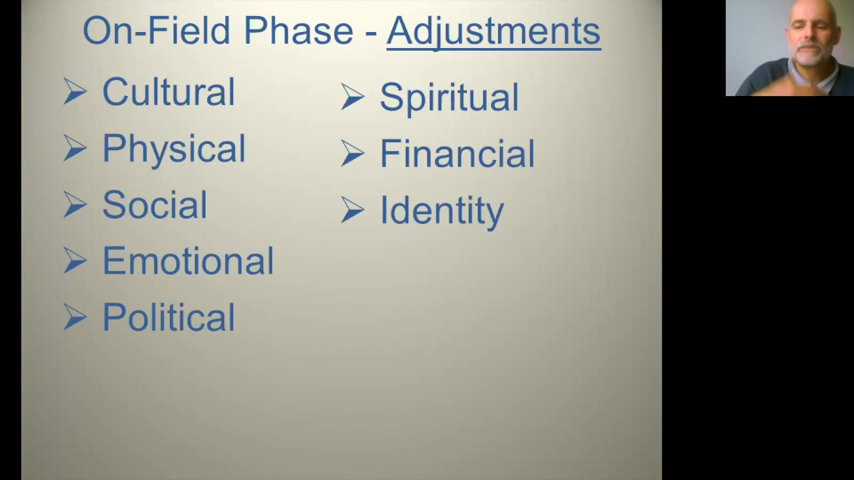 On-Field Phase - Adjustments
Cultural
Physical
Social
Emotional
Political
Spiritual
Financial
Identity